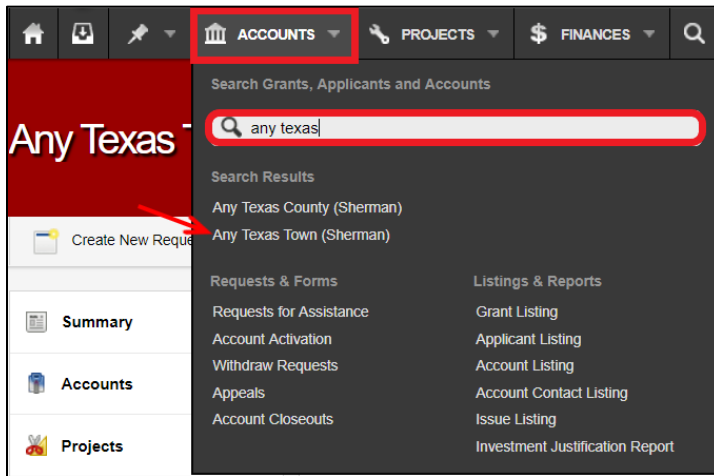 ACCOUNTS
PROJECTS
FINANCES
Search Grants, Applicants and Accounts
any texas
Any Texas T
Search Results
Any Texas County (Sherman)
Any Texas Town (Sherman)
Create New Reque
Requests & Forms
Listings & Reports
Requests for Assistance
Grant Listing
Summary
Account Activation
Applicant Listing
Withdraw Requests
Account Listing
Accounts
Appeals
Account Contact Listing
Account Closeouts
Issue Listing
Projects
Investment Justification Report